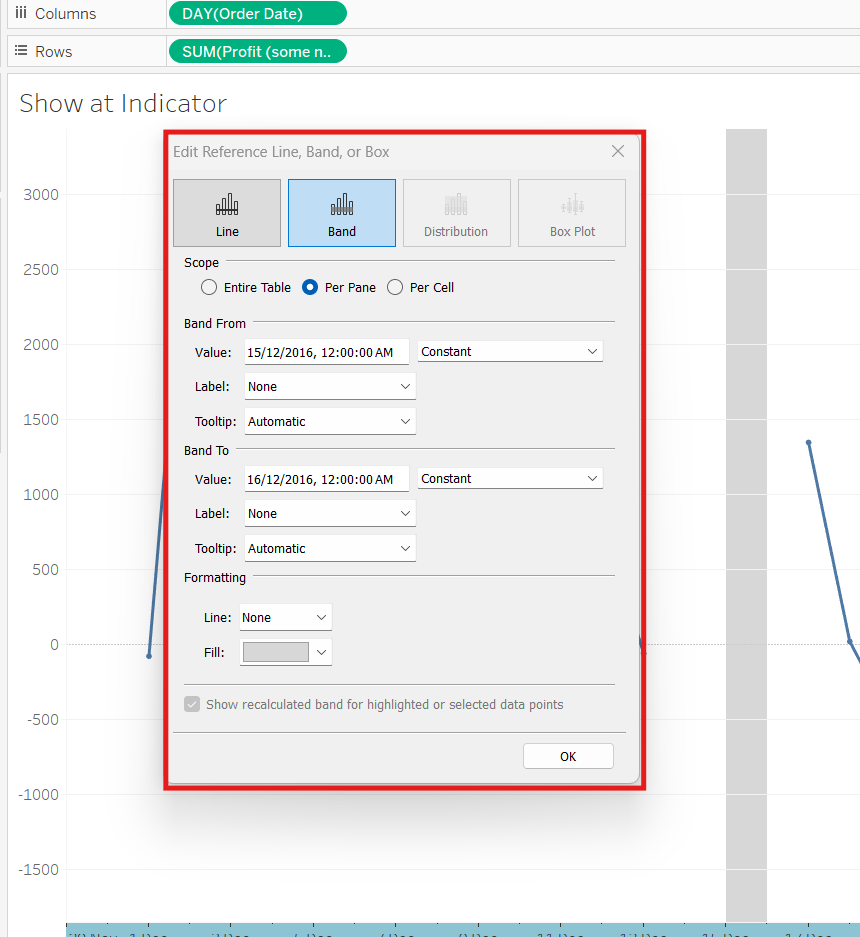 Columns DAY(Order Date)
Rows SUM(Profit (some n..
Show at Indicator
Edit Reference Line, Band, or Box
Line Band Distribution Box Plot
Scope
Entire Table Per Pane Per Cell
Band From
Value: 15/12/2016, 12:00:00 AM Constant
Label: None
Tooltip: Automatic
Band To
Value: 16/12/2016, 12:00:00 AM Constant
Label: None
Tooltip: Automatic
Formatting
Line: None
Fill:
Show recalculated band for highlighted or selected data points
OK
3000
2500
2000
1500
1000
500
0
-500
-1000
-1500